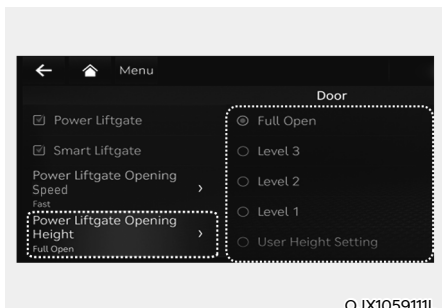 Menu
Door
Power Liftgate
Smart Liftgate
Power Liftgate Opening
Speed
Fast
Power Liftgate Opening
Height
Full Open
Full Open
Level 3
Level 2
Level 1
User Height Setting
OJX1059111L